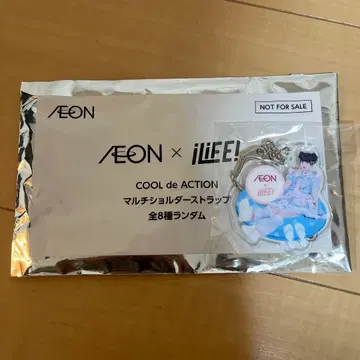 ÆON
NOT FOR SALE
ÆON × iLiFE!
COOL de ACTION
マルチショルダーストラップ
全8種ランダム
ÆON
×
iLiFE!